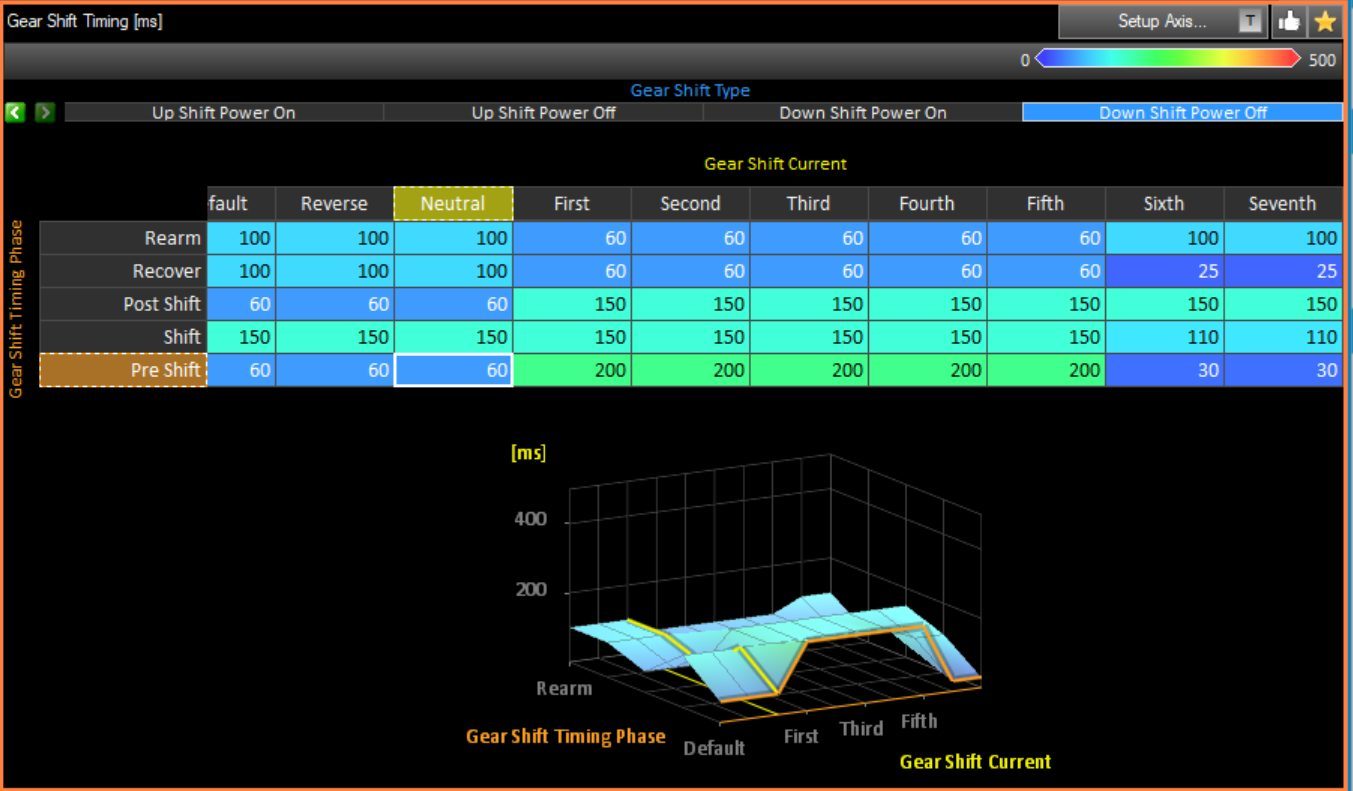 Gear Shift Timing [ms]
Setup Axis... T
0 500
Gear Shift Type
Up Shift Power On Up Shift Power Off Down Shift Power On Down Shift Power Off
Gear Shift Current
fault Reverse Neutral First Second Third Fourth Fifth Sixth Seventh
Gear Shift Timing Phase
Rearm 100 100 100 60 60 60 60 60 100 100
Recover 100 100 100 60 60 60 60 60 25 25
Post Shift 60 60 60 150 150 150 150 150 150 150
Shift 150 150 150 150 150 150 150 150 110 110
Pre Shift 60 60 60 200 200 200 200 200 30 30
[ms]
400
200
Rearm
Gear Shift Timing Phase
Default First Third Fifth
Gear Shift Current